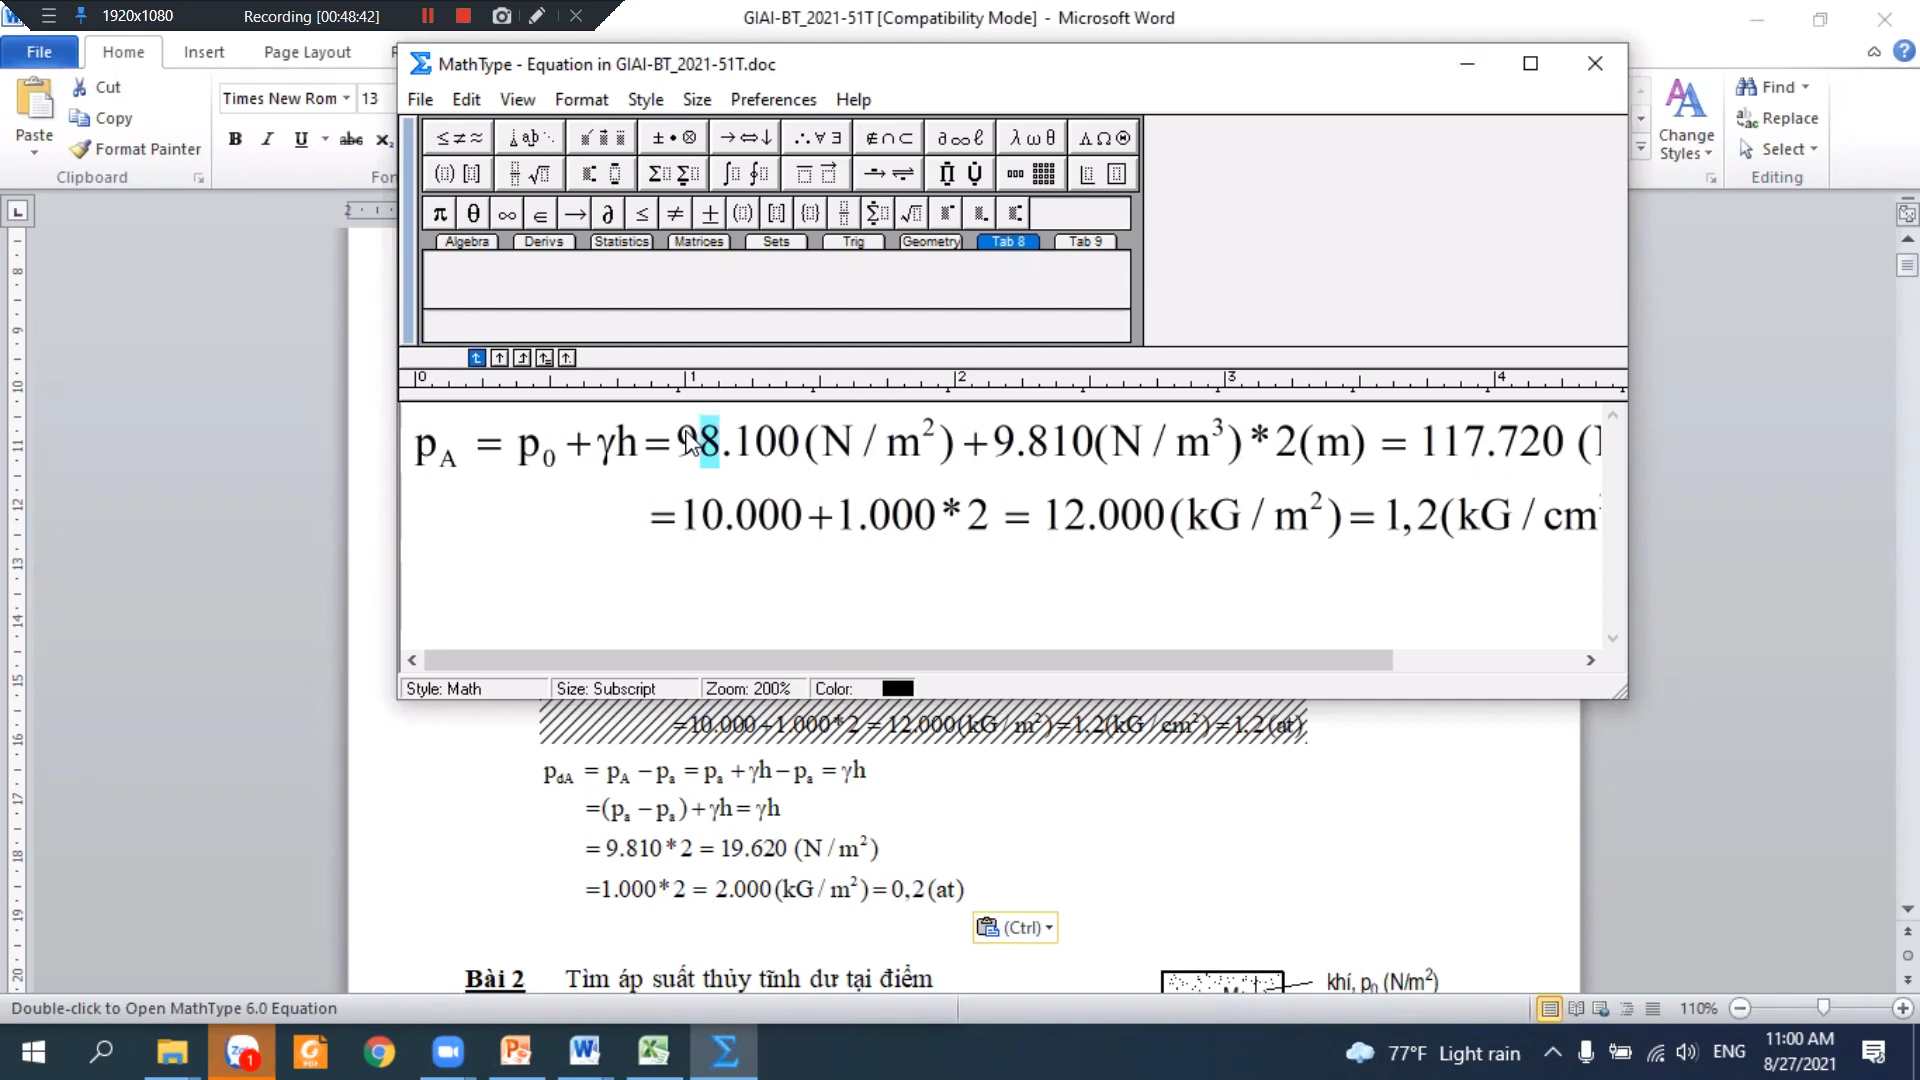 1920x1080
Recording [00:48:42]
GIAI-BT_2021-51T [Compatibility Mode] - Microsoft Word
File Home Insert Page Layout
Cut
Copy
Format Painter
Paste
Clipboard
Times New Rom 13
B I U abc
Find
Replace
Select
Change Styles
Editing
MathType - Equation in GIAI-BT_2021-51T.doc
File Edit View Format Style Size Preferences Help
Algebra Derivs Statistics Matrices Sets Trig Geometry Tab 8 Tab 9
0 1 2 3 4
p_A = p_0 + γh = 98.100(N / m²) + 9.810(N / m³) * 2(m) = 117.720 (
= 10.000 + 1.000 * 2 = 12.000(kG / m²) = 1,2(kG / cm
Style: Math Size: Subscript Zoom: 200% Color:
=10.000+1.000*2 = 12.000(kG / m²)=1,2(kG / cm²)=1,2(at)
p_dA = p_A − p_a = p_a + γh − p_a = γh
=(p_a − p_a)+γh = γh
= 9.810*2 = 19.620 (N / m²)
=1.000*2 = 2.000(kG / m²)=0,2(at)
(Ctrl)
Bài 2 Tìm áp suất thủy tĩnh dư tại điểm
khí, p_0 (N/m²)
Double-click to Open MathType 6.0 Equation
110%
77°F Light rain
ENG
11:00 AM
8/27/2021